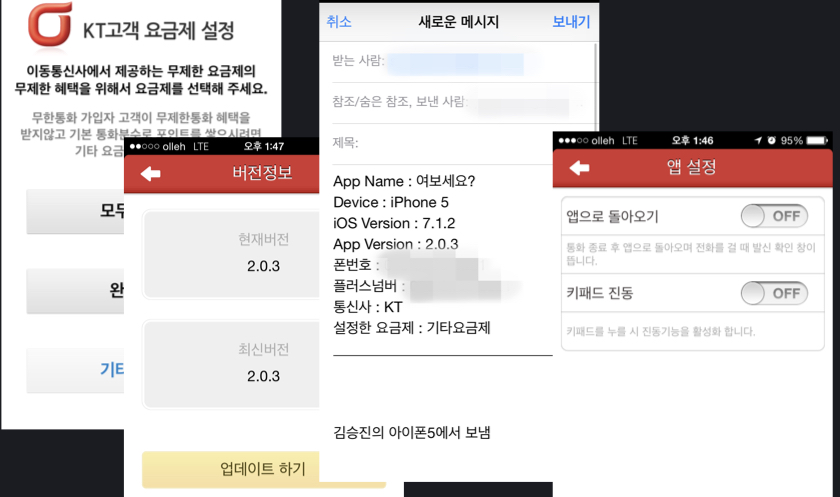 KT고객 요금제 설정
이동통신사에서 제공하는 무제한 요금제의
무제한 혜택을 위해서 요금제를 선택해 주세요.
무한통화 가입자 고객이 무제한통화 혜택을
받지않고 기본 통화분수로 포인트를 쌓으시려면
기타 요금
모두
완
기타
olleh LTE 오후 1:47
버전정보
현재버전
2.0.3
최신버전
2.0.3
업데이트 하기
취소 새로운 메시지 보내기
받는 사람:
참조/숨은 참조, 보낸 사람:
제목:
App Name : 여보세요?
Device : iPhone 5
iOS Version : 7.1.2
App Version : 2.0.3
폰번호 :
플러스넘버 :
통신사 : KT
설정한 요금제 : 기타요금제
김승진의 아이폰5에서 보냄
olleh LTE 오후 1:46 95%
앱 설정
앱으로 돌아오기 OFF
통화 종료 후 앱으로 돌아오며 전화를 걸 때 발신 확인 창이
뜹니다.
키패드 진동 OFF
키패드를 누를 시 진동기능을 활성화 합니다.